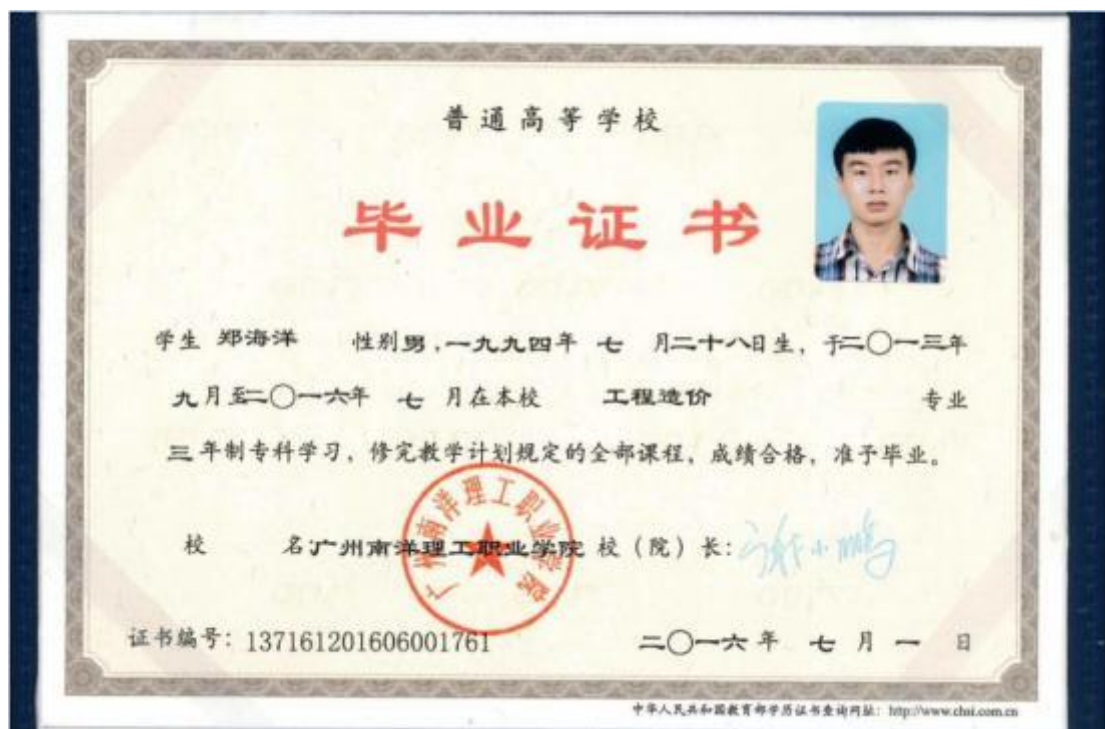 普通高等学校
毕业证书
学生 郑海洋 性别男，一九九四年 七 月二十八日生，于二〇一三年
九月至二〇一六年 七 月在本校 工程造价 专业
三年制专科学习，修完教学计划规定的全部课程，成绩合格，准予毕业。
广州南洋理工职业学院
校 名:广州南洋理工职业学院 校（院）长:谢小鹏
证书编号：137161201606001761 二〇一六年 七 月 一 日
中华人民共和国教育部学历证书查询网址：http://www.chsi.com.cn